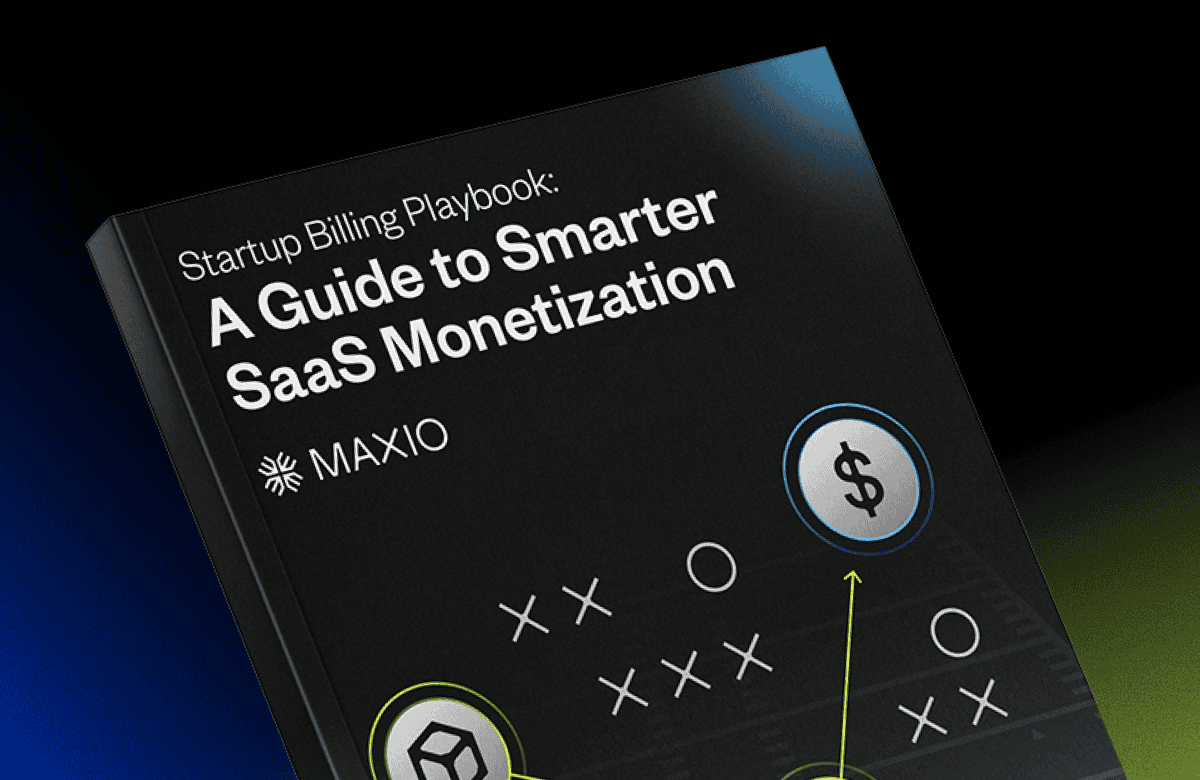 Startup Billing Playbook:
A Guide to Smarter
SaaS Monetization
MAXIO
$